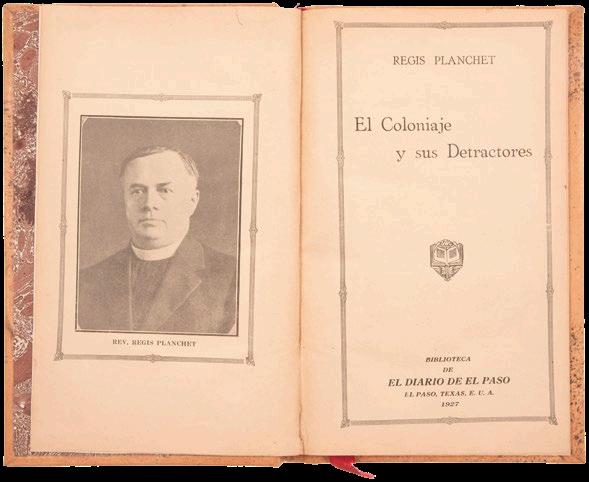 REV. REGIS PLANCHET
REGIS PLANCHET
El Coloniaje
y sus Detractores
BIBLIOTECA
DE
EL DIARIO DE EL PASO
EL PASO, TEXAS, E. U. A.
1927